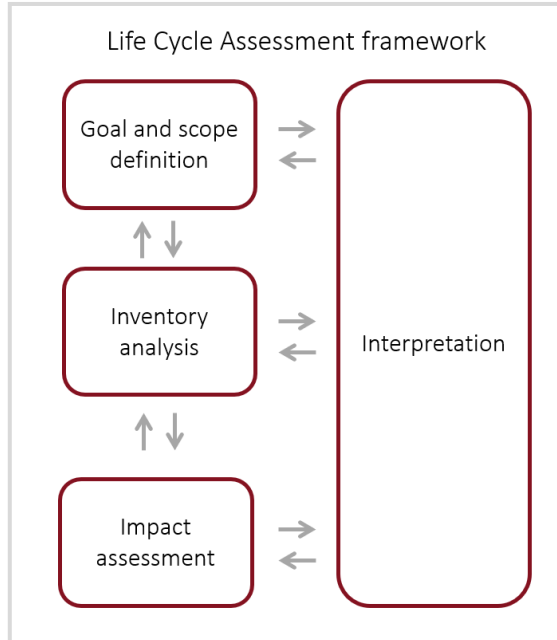 Life Cycle Assessment framework
Goal and scope
definition
Inventory
analysis
Interpretation
Impact
assessment